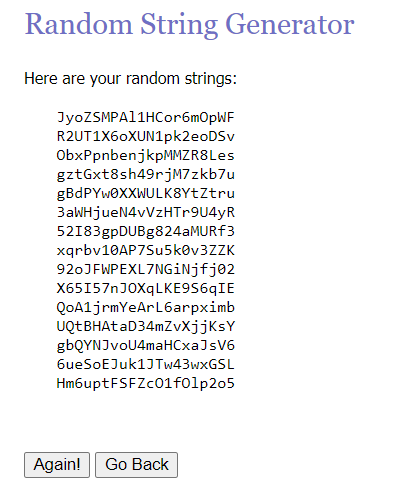 Random String Generator
Here are your random strings:
JyoZSMPAl1HCor6mOpWF
R2UT1X6oXUN1pk2eoDSv
ObxPpnbenjkpMMZR8Les
gztGxt8sh49rjM7zkb7u
gBdPYw0XXWULK8YtZtru
3aWHjueN4vVzHTr9U4yR
52I83gpDUBg824aMURf3
xqrbv10AP7Su5k0v3ZZK
92oJFWPEXL7NGiNjfj02
X65I57nJOXqLKE9S6qIE
QoA1jrmYeArL6arpximb
UQtBHAtaD34mZvXjjKsY
gbQYNJvoU4maHCxaJsV6
6ueSoEJuk1JTw43wxGSL
Hm6uptFSFZcO1fOlp2o5
Again!
Go Back